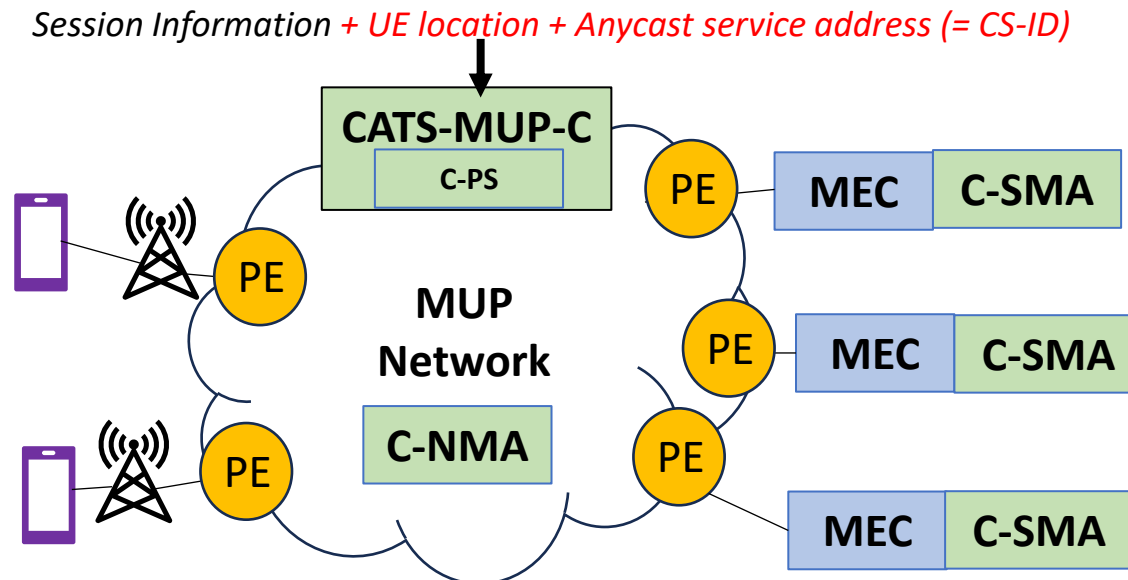 Session Information + UE location + Anycast service address (= CS-ID)
CATS-MUP-C
C-PS
PE
MEC
C-SMA
PE
MUP
Network
PE
MEC
C-SMA
C-NMA
PE
PE
MEC
C-SMA